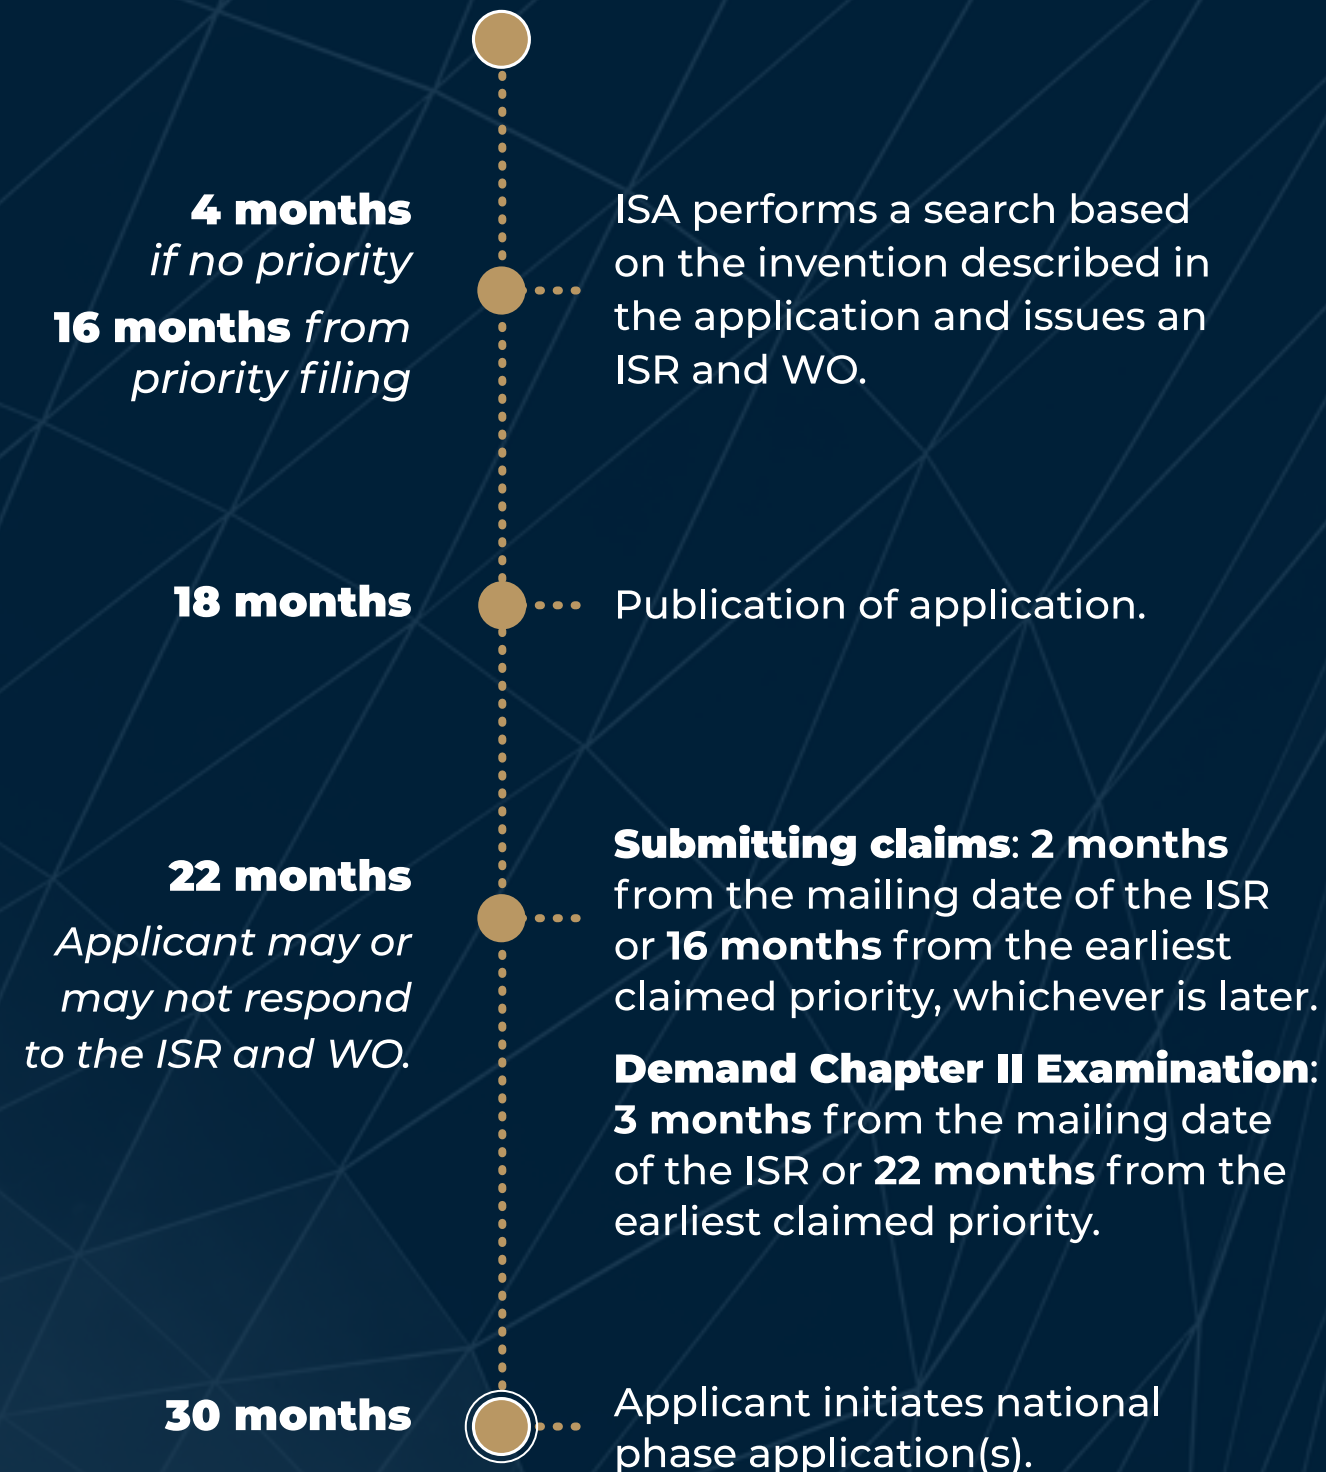 4 months
if no priority
16 months from
priority filing
ISA performs a search based
on the invention described in
the application and issues an
ISR and WO.
18 months
Publication of application.
22 months
Applicant may or
may not respond
to the ISR and WO.
Submitting claims: 2 months
from the mailing date of the ISR
or 16 months from the earliest
claimed priority, whichever is later.
Demand Chapter II Examination:
3 months from the mailing date
of the ISR or 22 months from the
earliest claimed priority.
30 months
Applicant initiates national
phase application(s).